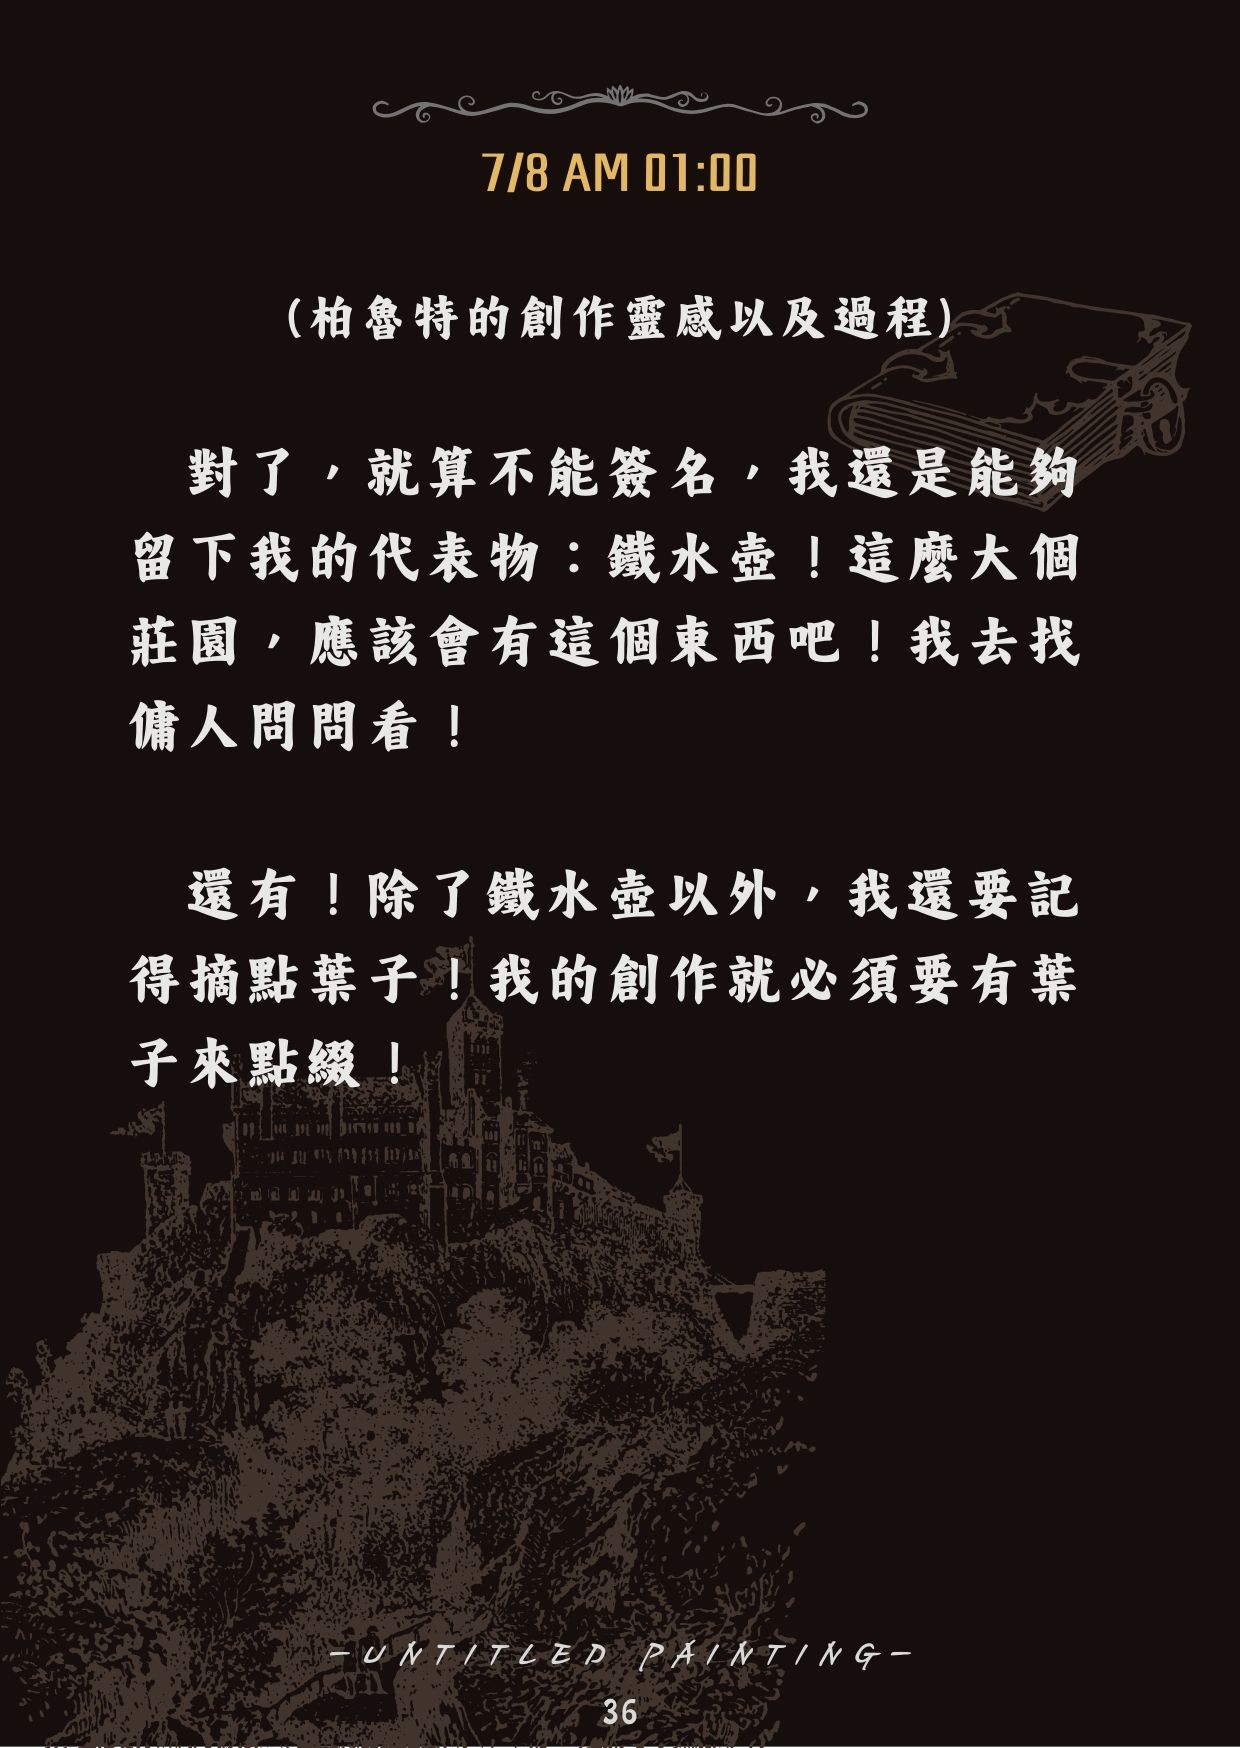 7/8 AM 01:00
(柏魯特的創作靈感以及過程)
對了，就算不能簽名，我還是能夠
留下我的代表物：鐵水壺！這麼大個
莊園，應該會有這個東西吧！我去找
傭人問問看！
還有！除了鐵水壺以外，我還要記
得摘點葉子！我的創作就必須要有葉
子來點綴！
—UNTITLED PAINTING—
36